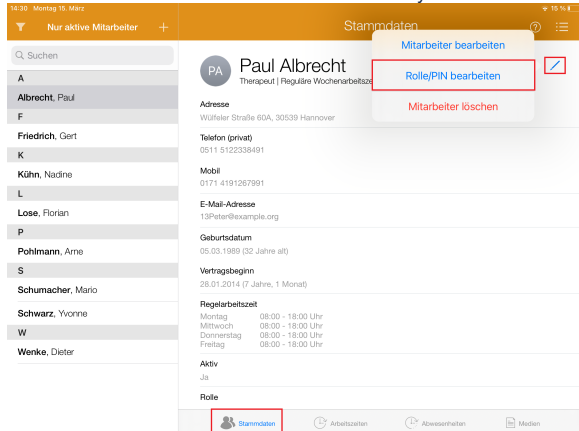 14:30 Montag 15. März
15 %
Nur aktive Mitarbeiter
+
Stammdaten
?
Suchen
A
Albrecht, Paul
F
Friedrich, Gert
K
Kühn, Nadine
L
Lose, Florian
P
Pohlmann, Arne
S
Schumacher, Mario
Schwarz, Yvonne
W
Wenke, Dieter
Mitarbeiter bearbeiten
Rolle/PIN bearbeiten
Mitarbeiter löschen
PA
Paul Albrecht
Therapeut | Reguläre Wochenarbeitsze
Adresse
Wülfeler Straße 60A, 30539 Hannover
Telefon (privat)
0511 5122338491
Mobil
0171 4191267991
E-Mail-Adresse
13Peter@example.org
Geburtsdatum
05.03.1989 (32 Jahre alt)
Vertragsbeginn
28.01.2014 (7 Jahre, 1 Monat)
Regelarbeitszeit
Montag 08:00 - 18:00 Uhr
Mittwoch 08:00 - 18:00 Uhr
Donnerstag 08:00 - 18:00 Uhr
Freitag 08:00 - 18:00 Uhr
Aktiv
Ja
Rolle
Stammdaten
Arbeitszeiten
Abwesenheiten
Medien